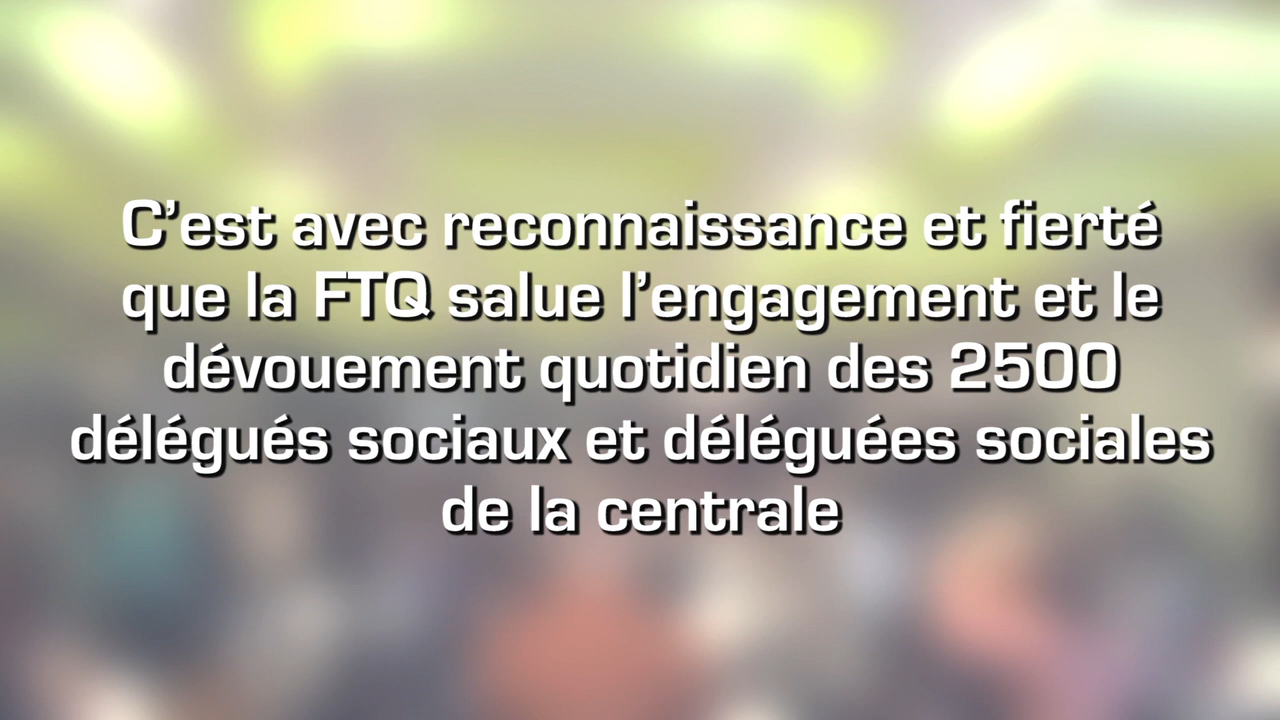 C’est avec reconnaissance et fierté
que la FTQ salue l’engagement et le
dévouement quotidien des 2500
délégués sociaux et déléguées sociales
de la centrale